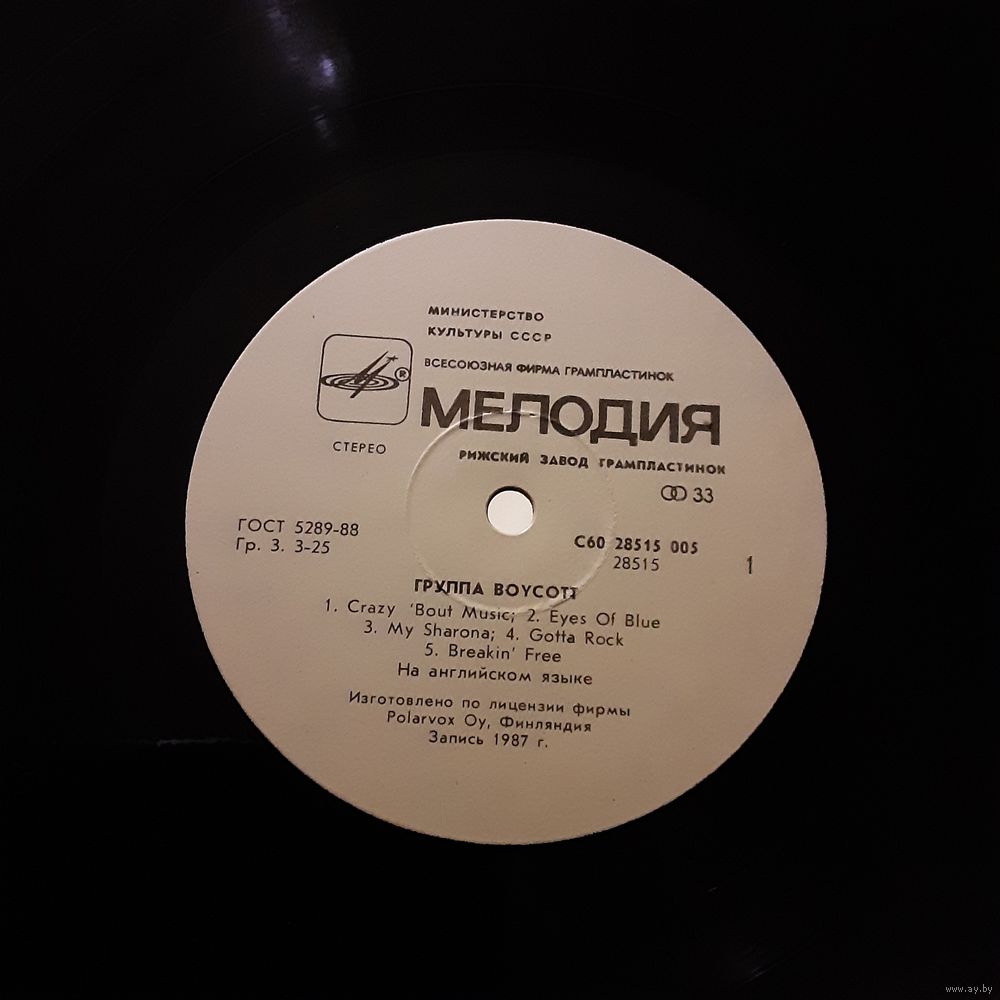 МИНИСТЕРСТВО
КУЛЬТУРЫ СССР
ВСЕСОЮЗНАЯ ФИРМА ГРАМПЛАСТИНОК
®
МЕЛОДИЯ
СТЕРЕО
РИЖСКИЙ ЗАВОД ГРАМПЛАСТИНОК
33
ГОСТ 5289-88
Гр. 3. 3-25
С60 28515 005
28515
1
ГРУППА BOYCOTT
1. Crazy 'Bout Music; 2. Eyes Of Blue
3. My Sharona; 4. Gotta Rock
5. Breakin' Free
На английском языке
Изготовлено по лицензии фирмы
Polarvox Oy, Финляндия
Запись 1987 г.
www.ay.by